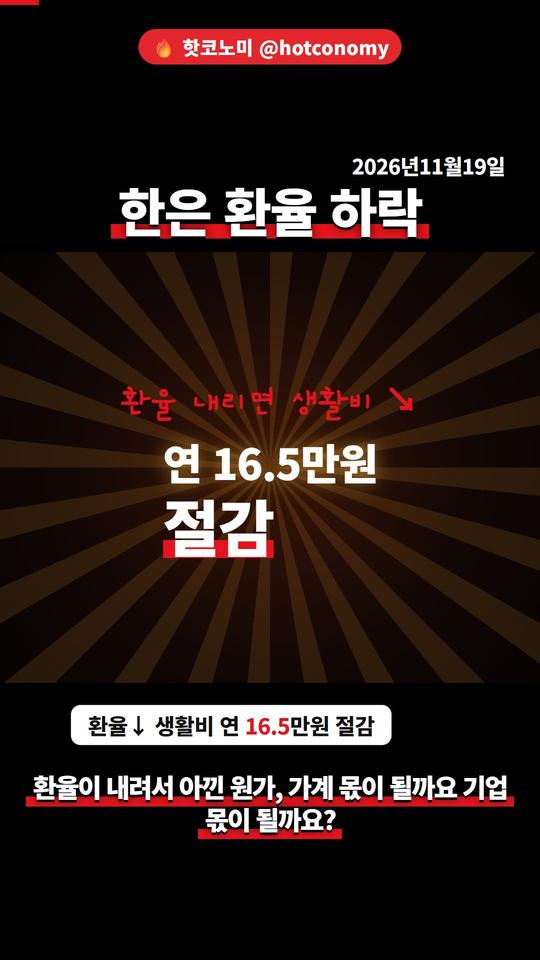 🔥 핫코노미 @hotconomy
2026년11월19일
한은 환율 하락
환율 내리면 생활비 ↘
연 16.5만원
절감
환율↓ 생활비 연 16.5만원 절감
환율이 내려서 아낀 원가, 가계 몫이 될까요 기업
몫이 될까요?